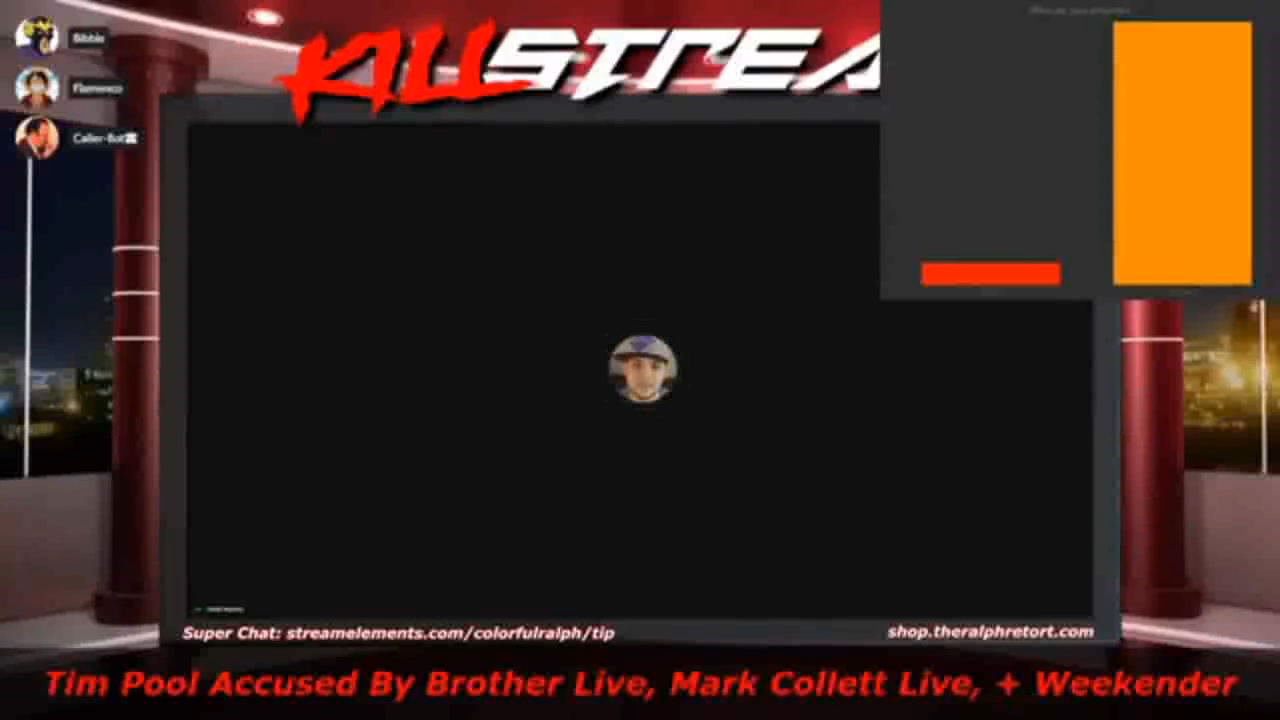 KILLSTREA
Bibble
Flamenco
Caller-Bot
Super Chat: streamelements.com/colorfulralph/tip
shop.theralphretort.com
Tim Pool Accused By Brother Live, Mark Collett Live, + Weekender